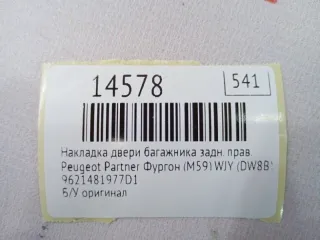 14578
541
Накладка двери багажника задн. прав.
Peugeot Partner Фургон (M59) WJY (DW8B)
9621481977D1
Б/У оригинал